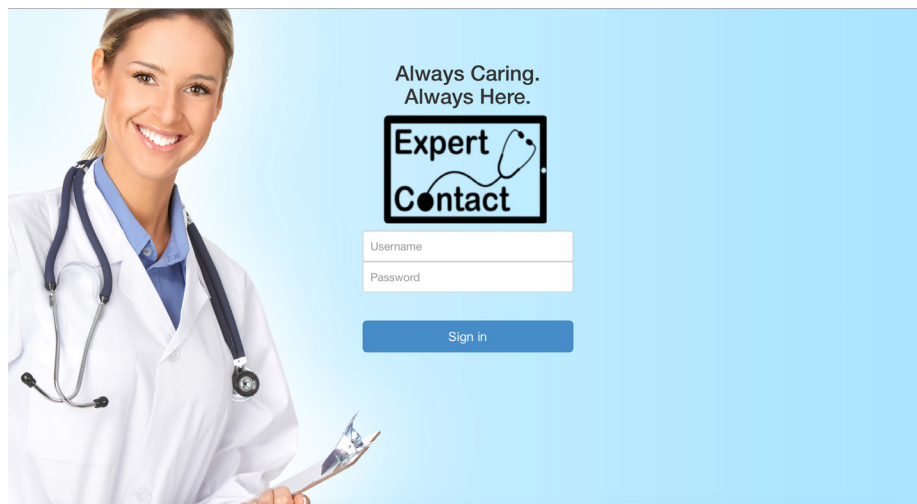 Always Caring.
Always Here.
Expert
Contact
Username
Password
Sign in